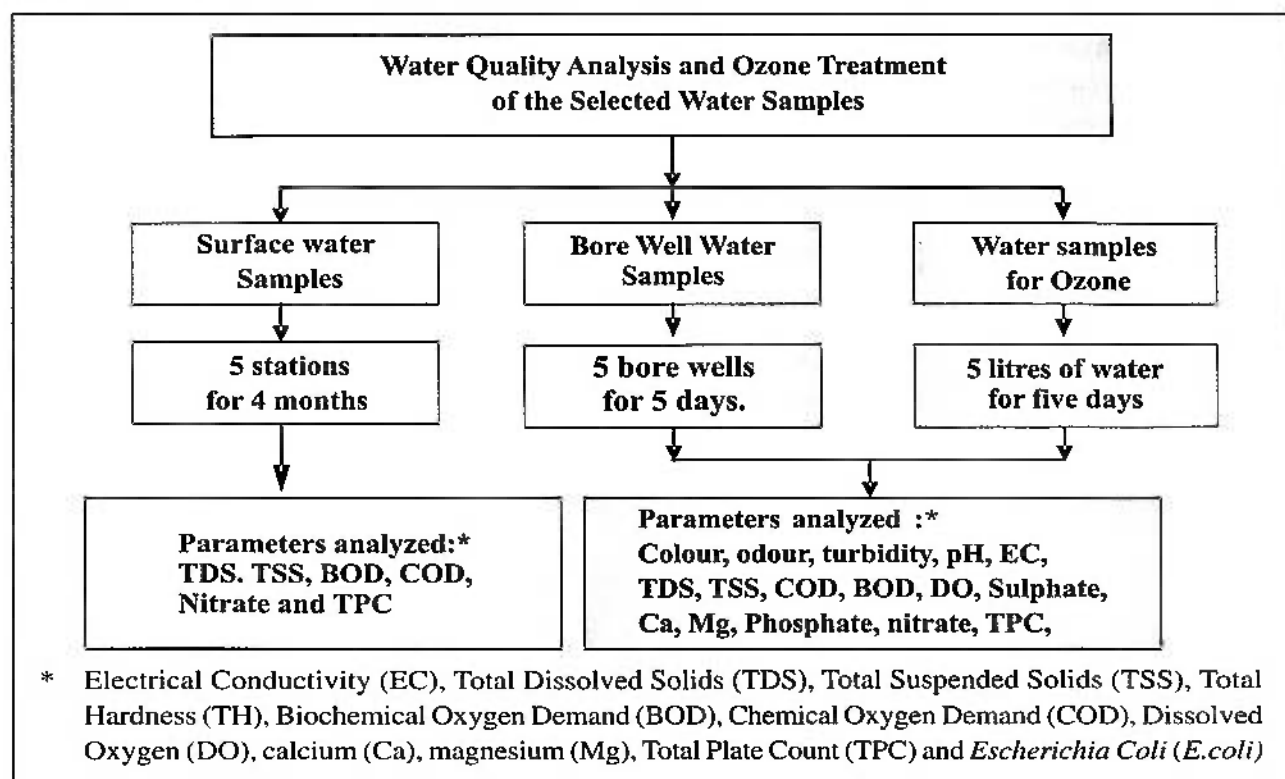 Water Quality Analysis and Ozone Treatment
of the Selected Water Samples
Surface water
Samples
Bore Well Water
Samples
Water samples
for Ozone
5 stations
for 4 months
5 bore wells
for 5 days.
5 litres of water
for five days
Parameters analyzed:*
TDS. TSS, BOD, COD,
Nitrate and TPC
Parameters analyzed :*
Colour, odour, turbidity, pH, EC,
TDS, TSS, COD, BOD, DO, Sulphate,
Ca, Mg, Phosphate, nitrate, TPC,
* Electrical Conductivity (EC), Total Dissolved Solids (TDS), Total Suspended Solids (TSS), Total
Hardness (TH), Biochemical Oxygen Demand (BOD), Chemical Oxygen Demand (COD), Dissolved
Oxygen (DO), calcium (Ca), magnesium (Mg), Total Plate Count (TPC) and Escherichia Coli (E.coli)